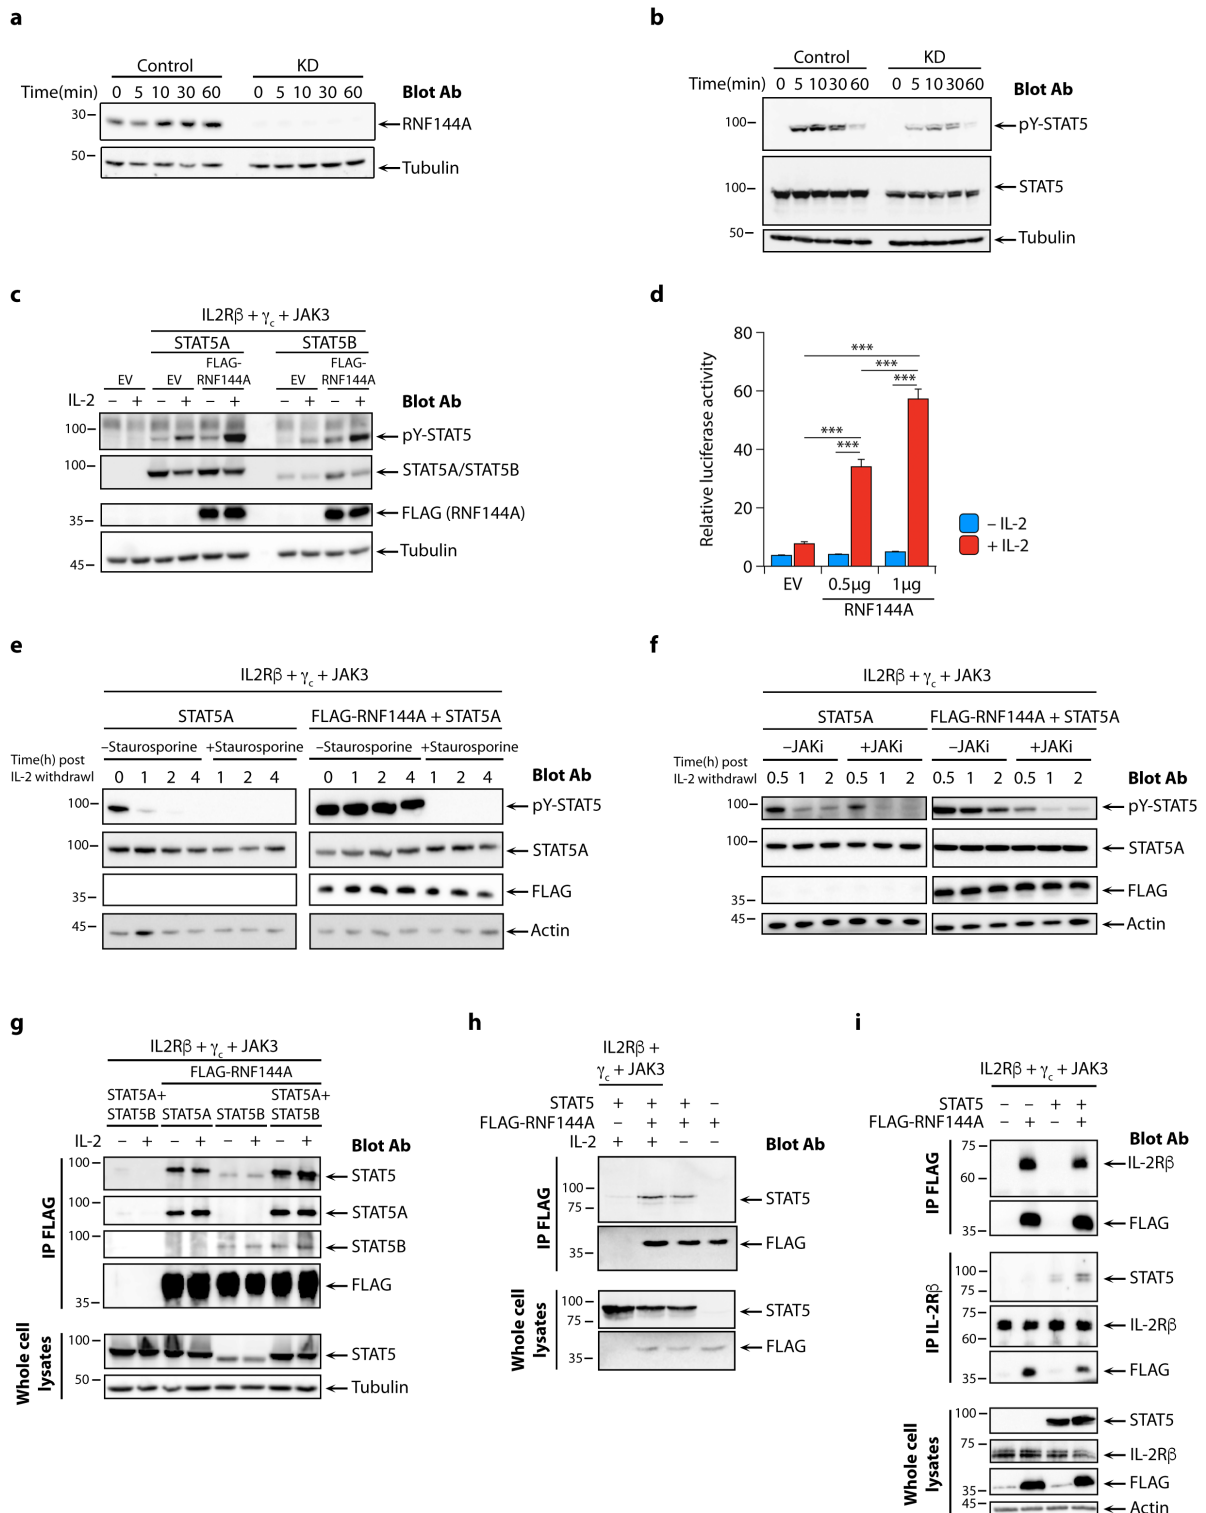 a
Control KD
Time(min) 0 5 10 30 60 0 5 10 30 60 Blot Ab
30–
RNF144A
50–
Tubulin
b
Control KD
Time(min) 0 5 10 30 60 0 5 10 30 60 Blot Ab
100–
pY-STAT5
100–
STAT5
50–
Tubulin
c
IL2Rβ + γc + JAK3
STAT5A STAT5B
FLAG- FLAG-
EV EV RNF144A EV RNF144A
IL-2 – + – + – + – + – + Blot Ab
100–
pY-STAT5
100–
STAT5A/STAT5B
35–
FLAG (RNF144A)
45–
Tubulin
d
Relative luciferase activity
80
60
40
20
0
***
***
***
***
***
– IL-2
+ IL-2
EV 0.5µg 1µg
RNF144A
e
IL2Rβ + γc + JAK3
STAT5A FLAG-RNF144A + STAT5A
–Staurosporine +Staurosporine –Staurosporine +Staurosporine
Time(h) post
IL-2 withdrawl 0 1 2 4 1 2 4 0 1 2 4 1 2 4 Blot Ab
100–
pY-STAT5
100–
STAT5A
35–
FLAG
45–
Actin
f
IL2Rβ + γc + JAK3
STAT5A FLAG-RNF144A + STAT5A
–JAKi +JAKi –JAKi +JAKi
Time(h) post
IL-2 withdrawl 0.5 1 2 0.5 1 2 0.5 1 2 0.5 1 2 Blot Ab
100–
pY-STAT5
100–
STAT5A
35–
FLAG
45–
Actin
g
IL2Rβ + γc + JAK3
FLAG-RNF144A
STAT5A+ STAT5A+
STAT5B STAT5A STAT5B STAT5B
IL-2 – + – + – + – + Blot Ab
IP FLAG
100–
STAT5
100–
STAT5A
100–
STAT5B
35–
FLAG
Whole cell
lysates
100–
STAT5
50–
Tubulin
h
IL2Rβ +
γc + JAK3
STAT5 + + + –
FLAG-RNF144A – + + +
IL-2 + + – – Blot Ab
IP FLAG
100–
75–
STAT5
35–
FLAG
Whole cell
lysates
100–
75–
STAT5
35–
FLAG
i
IL2Rβ + γc + JAK3
STAT5 – – + +
FLAG-RNF144A – + – +
Blot Ab
IP FLAG
75–
60–
IL-2Rβ
35–
FLAG
IP IL-2Rβ
100–
75–
STAT5
75–
60–
IL-2Rβ
35–
FLAG
Whole cell
lysates
100–
STAT5
75–
IL-2Rβ
35–
FLAG
45–
Actin